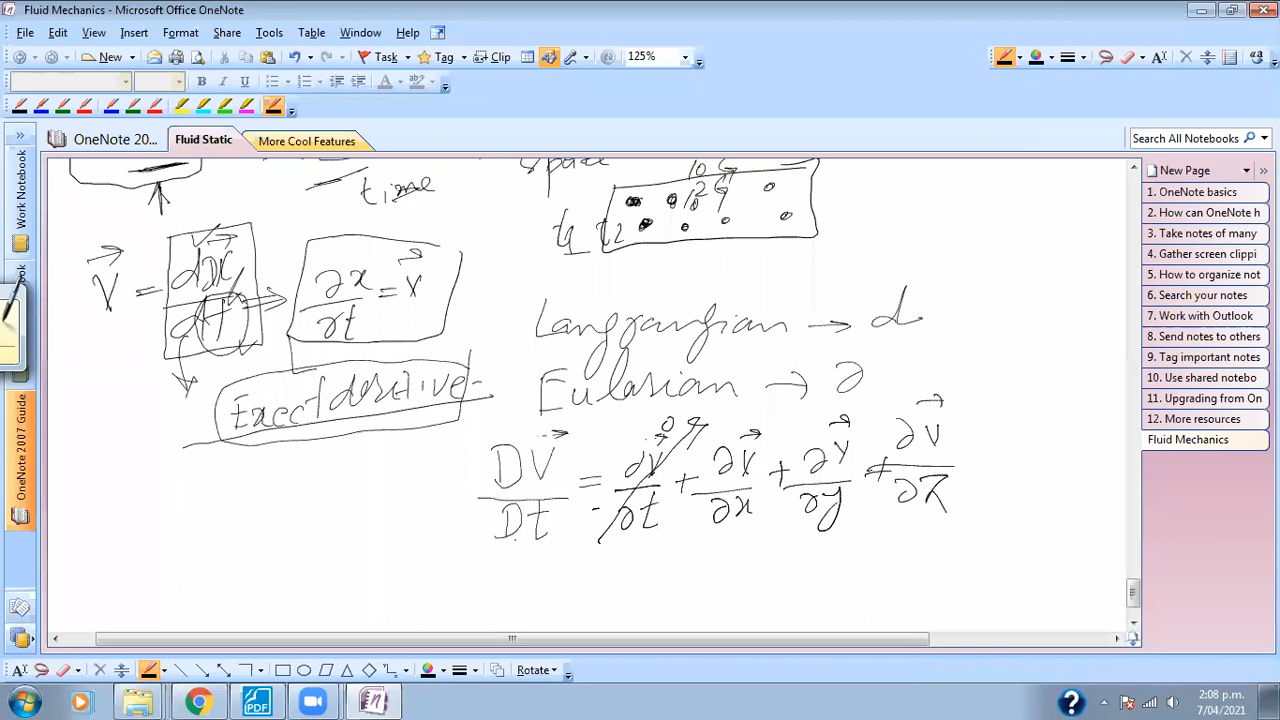 Fluid Mechanics - Microsoft Office OneNote
File Edit View Insert Format Share Tools Table Window Help
New Task Tag Clip 125%
B I U
OneNote 20... Fluid Static More Cool Features Search All Notebooks
Work Notebook
OneNote 2007 Guide
New Page
1. OneNote basics
2. How can OneNote h
3. Take notes of many
4. Gather screen clippi
5. How to organize not
6. Search your notes
7. Work with Outlook
8. Send notes to others
9. Tag important notes
10. Use shared notebo
11. Upgrading from On
12. More resources
Fluid Mechanics
space
time
t1 t2
∂x/∂t = V
Langrangian → d
Eulasian → ∂
Exect deritive
DV/Dt = ∂V/∂t 0 + ∂V/∂x + ∂V/∂y + ∂V/∂z
Rotate
2:08 p.m.
7/04/2021